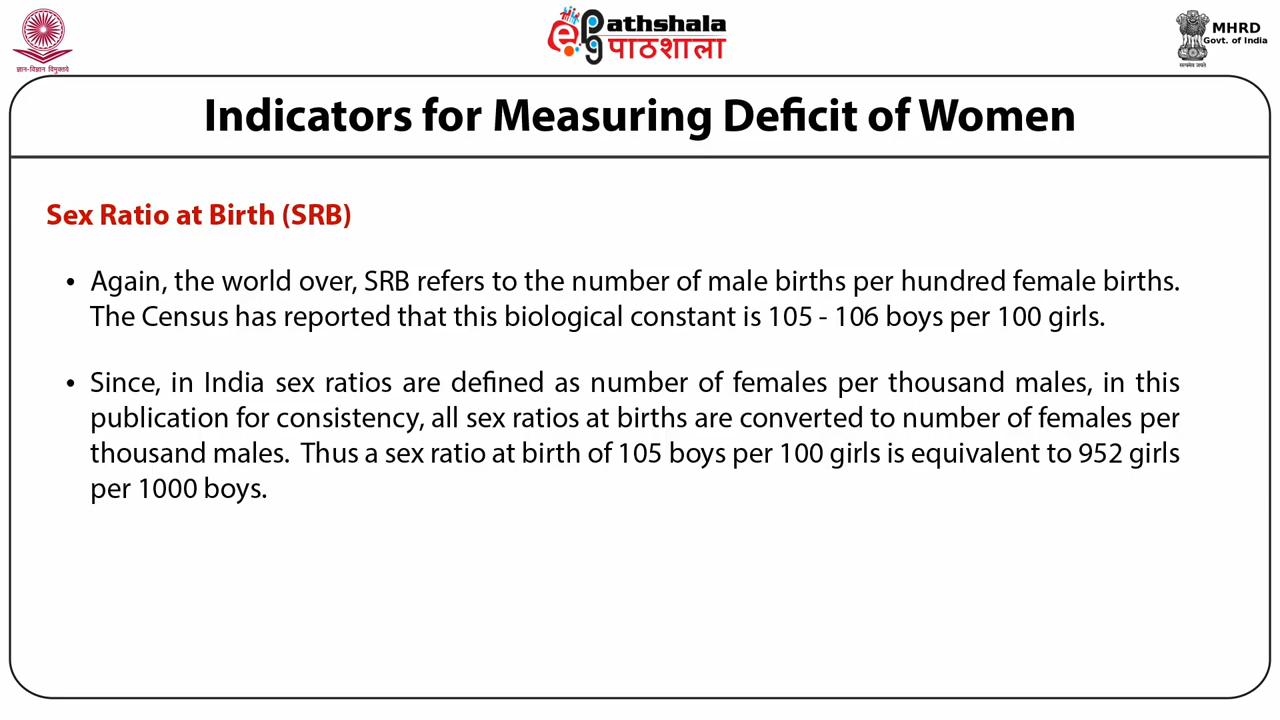 ज्ञान-विज्ञान विमुक्तये
epg Pathshala
पाठशाला
MHRD
Govt. of India
सत्यमेव जयते
Indicators for Measuring Deficit of Women
Sex Ratio at Birth (SRB)
• Again, the world over, SRB refers to the number of male births per hundred female births.
The Census has reported that this biological constant is 105 - 106 boys per 100 girls.
• Since, in India sex ratios are defined as number of females per thousand males, in this
publication for consistency, all sex ratios at births are converted to number of females per
thousand males. Thus a sex ratio at birth of 105 boys per 100 girls is equivalent to 952 girls
per 1000 boys.